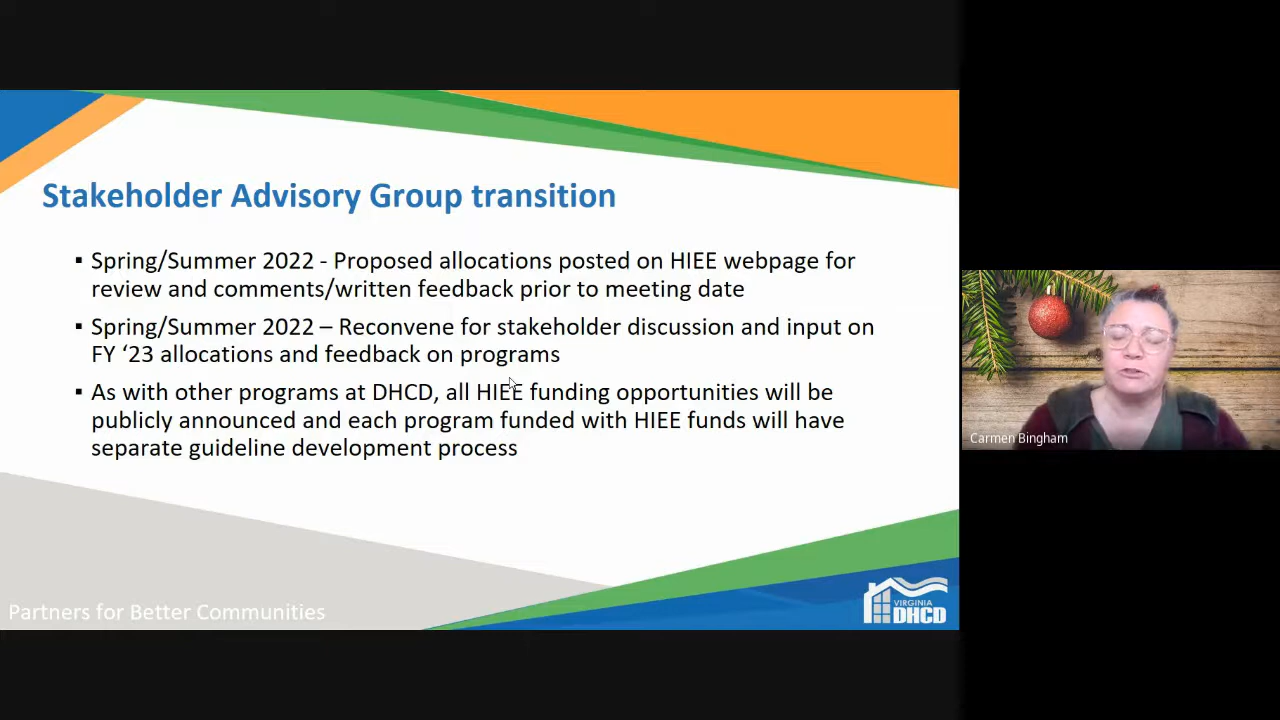 Stakeholder Advisory Group transition
▪ Spring/Summer 2022 - Proposed allocations posted on HIEE webpage for
review and comments/written feedback prior to meeting date
▪ Spring/Summer 2022 – Reconvene for stakeholder discussion and input on
FY ‘23 allocations and feedback on programs
▪ As with other programs at DHCD, all HIEE funding opportunities will be
publicly announced and each program funded with HIEE funds will have
separate guideline development process
Partners for Better Communities
VIRGINIA
DHCD
Carmen Bingham